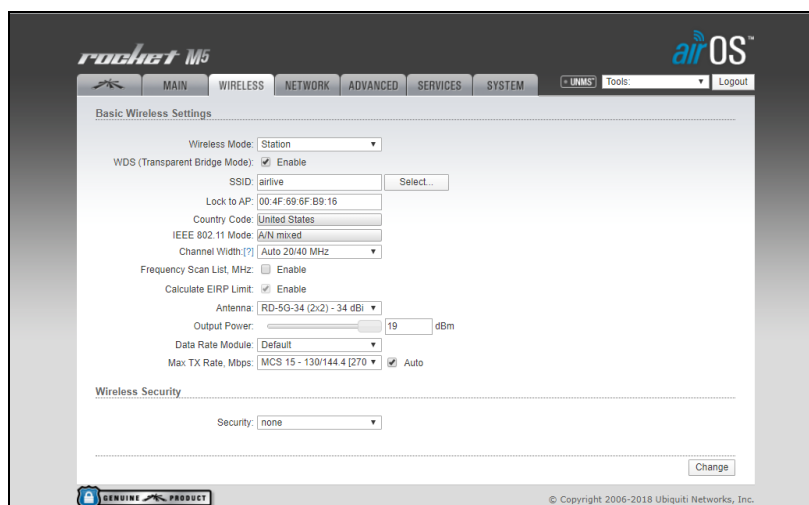 rocket M5
airOS™
MAIN WIRELESS NETWORK ADVANCED SERVICES SYSTEM UNMS™ Tools: Logout
Basic Wireless Settings
Wireless Mode: Station
WDS (Transparent Bridge Mode): Enable
SSID: airlive Select...
Lock to AP: 00:4F:69:6F:B9:16
Country Code: United States
IEEE 802.11 Mode: A/N mixed
Channel Width:[?] Auto 20/40 MHz
Frequency Scan List, MHz: Enable
Calculate EIRP Limit: Enable
Antenna: RD-5G-34 (2x2) - 34 dBi
Output Power: 19 dBm
Data Rate Module: Default
Max TX Rate, Mbps: MCS 15 - 130/144.4 [270 Auto
Wireless Security
Security: none
Change
GENUINE PRODUCT
© Copyright 2006-2018 Ubiquiti Networks, Inc.